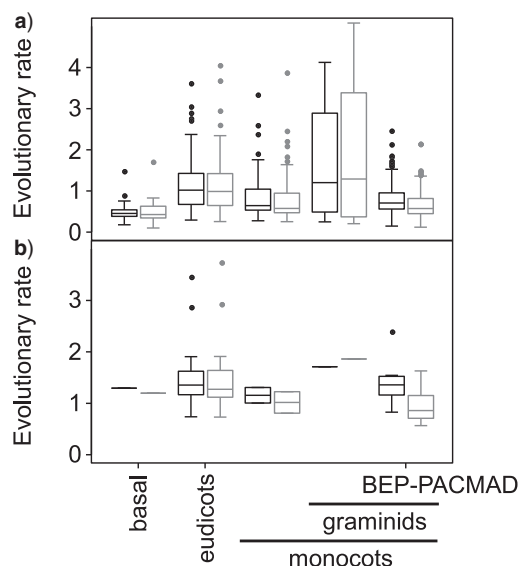 a)
Evolutionary rate
4
3
2
1
0
b)
Evolutionary rate
3
2
1
0
basal
eudicots
BEP-PACMAD
graminids
monocots